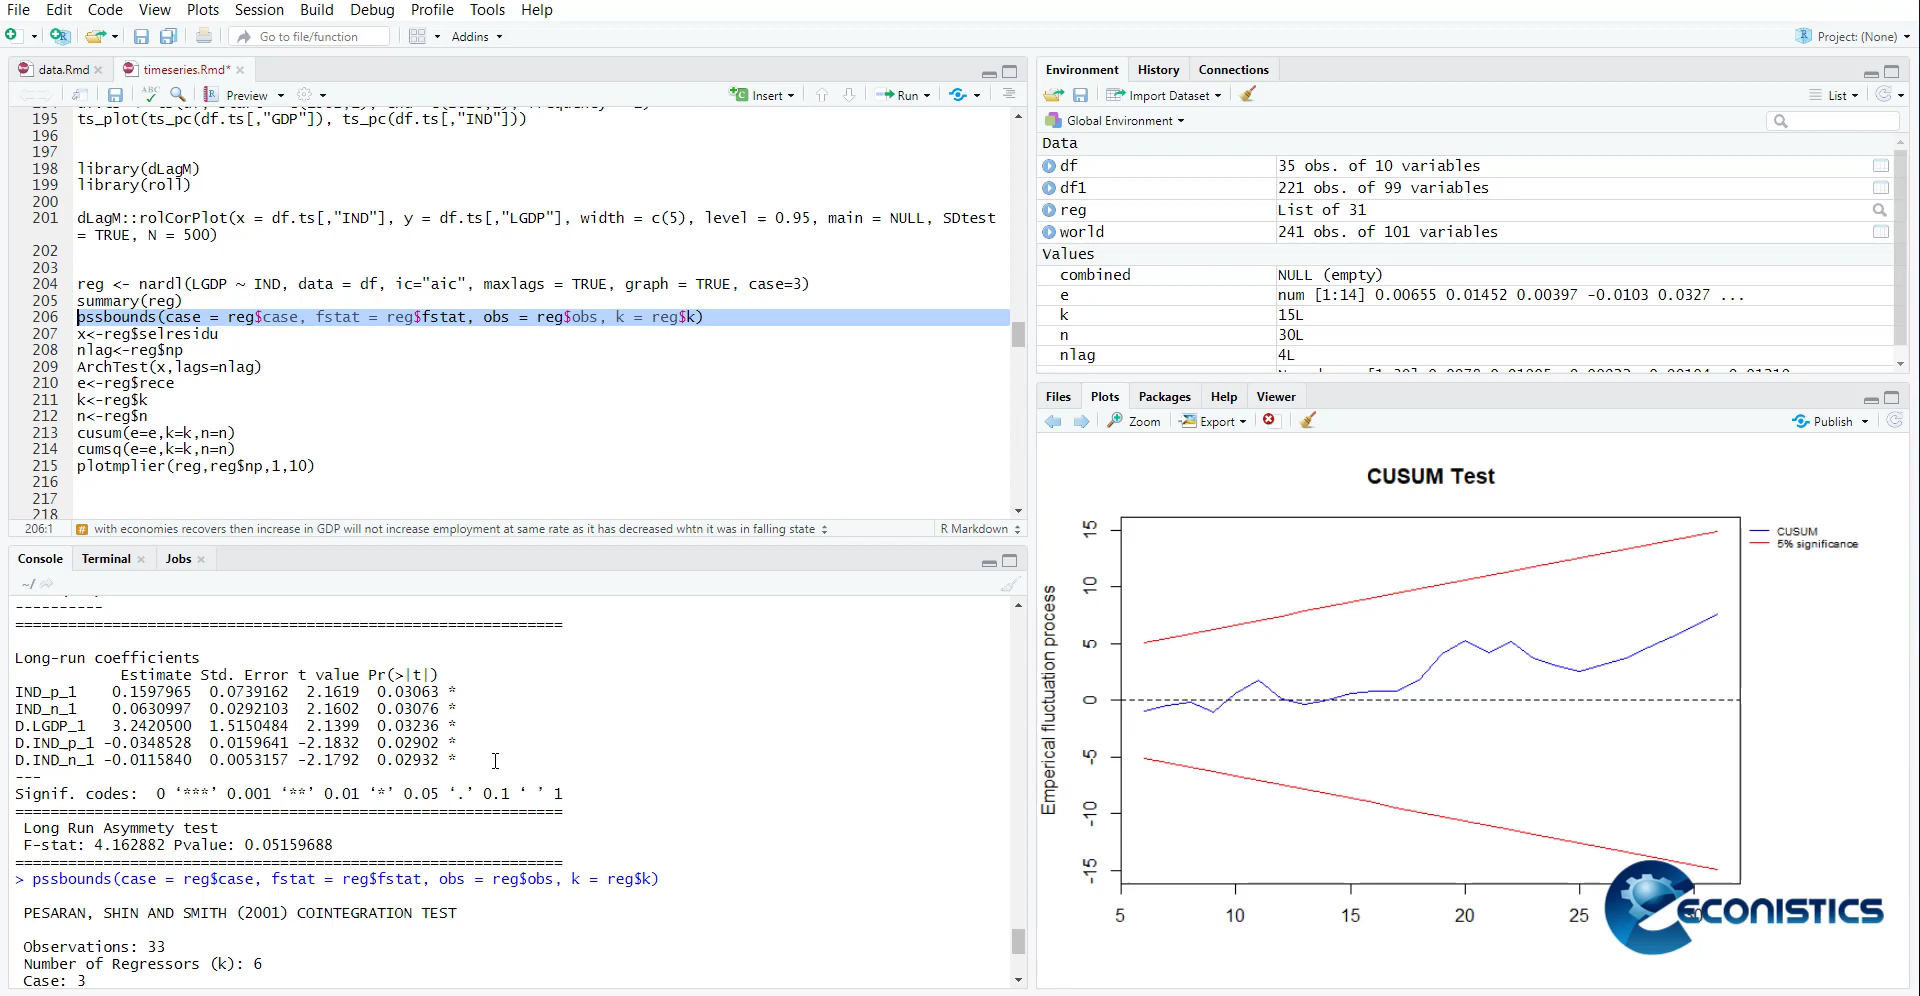 File Edit Code View Plots Session Build Debug Profile Tools Help
Go to file/function Addins Project: (None)
data.Rmd timeseries.Rmd*
Preview Insert Run
195 ts_plot(ts_pc(df.ts[,"GDP"]), ts_pc(df.ts[,"IND"]))
196
197
198 library(dLagM)
199 library(roll)
200
201 dLagM::rolCorPlot(x = df.ts[,"IND"], y = df.ts[,"LGDP"], width = c(5), level = 0.95, main = NULL, SDtest
= TRUE, N = 500)
202
203
204 reg <- nardl(LGDP ~ IND, data = df, ic="aic", maxlags = TRUE, graph = TRUE, case=3)
205 summary(reg)
206 pssbounds(case = reg$case, fstat = reg$fstat, obs = reg$obs, k = reg$k)
207 x<-reg$selresidu
208 nlag<-reg$np
209 ArchTest(x,lags=nlag)
210 e<-reg$rece
211 k<-reg$k
212 n<-reg$n
213 cusum(e=e,k=k,n=n)
214 cumsq(e=e,k=k,n=n)
215 plotmplier(reg,reg$np,1,10)
216
217
218
206:1 # with economies recovers then increase in GDP will not increase employment at same rate as it has decreased whtn it was in falling state R Markdown
Console Terminal Jobs
~/
----------
==============================================================
Long-run coefficients
Estimate Std. Error t value Pr(>|t|)
IND_p_1 0.1597965 0.0739162 2.1619 0.03063 *
IND_n_1 0.0630997 0.0292103 2.1602 0.03076 *
D.LGDP_1 3.2420500 1.5150484 2.1399 0.03236 *
D.IND_p_1 -0.0348528 0.0159641 -2.1832 0.02902 *
D.IND_n_1 -0.0115840 0.0053157 -2.1792 0.02932 *
---
Signif. codes: 0 ‘***’ 0.001 ‘**’ 0.01 ‘*’ 0.05 ‘.’ 0.1 ‘ ’ 1
==============================================================
Long Run Asymmety test
F-stat: 4.162882 Pvalue: 0.05159688
==============================================================
> pssbounds(case = reg$case, fstat = reg$fstat, obs = reg$obs, k = reg$k)
PESARAN, SHIN AND SMITH (2001) COINTEGRATION TEST
Observations: 33
Number of Regressors (k): 6
Case: 3
Environment History Connections
Import Dataset List
Global Environment
Data
df 35 obs. of 10 variables
df1 221 obs. of 99 variables
reg List of 31
world 241 obs. of 101 variables
Values
combined NULL (empty)
e num [1:14] 0.00655 0.01452 0.00397 -0.0103 0.0327 ...
k 15L
n 30L
nlag 4L
Files Plots Packages Help Viewer
Zoom Export Publish
CUSUM Test
CUSUM
5% significance
Emperical fluctuation process
15
10
5
0
-5
-10
-15
5 10 15 20 25 30
ECONISTICS